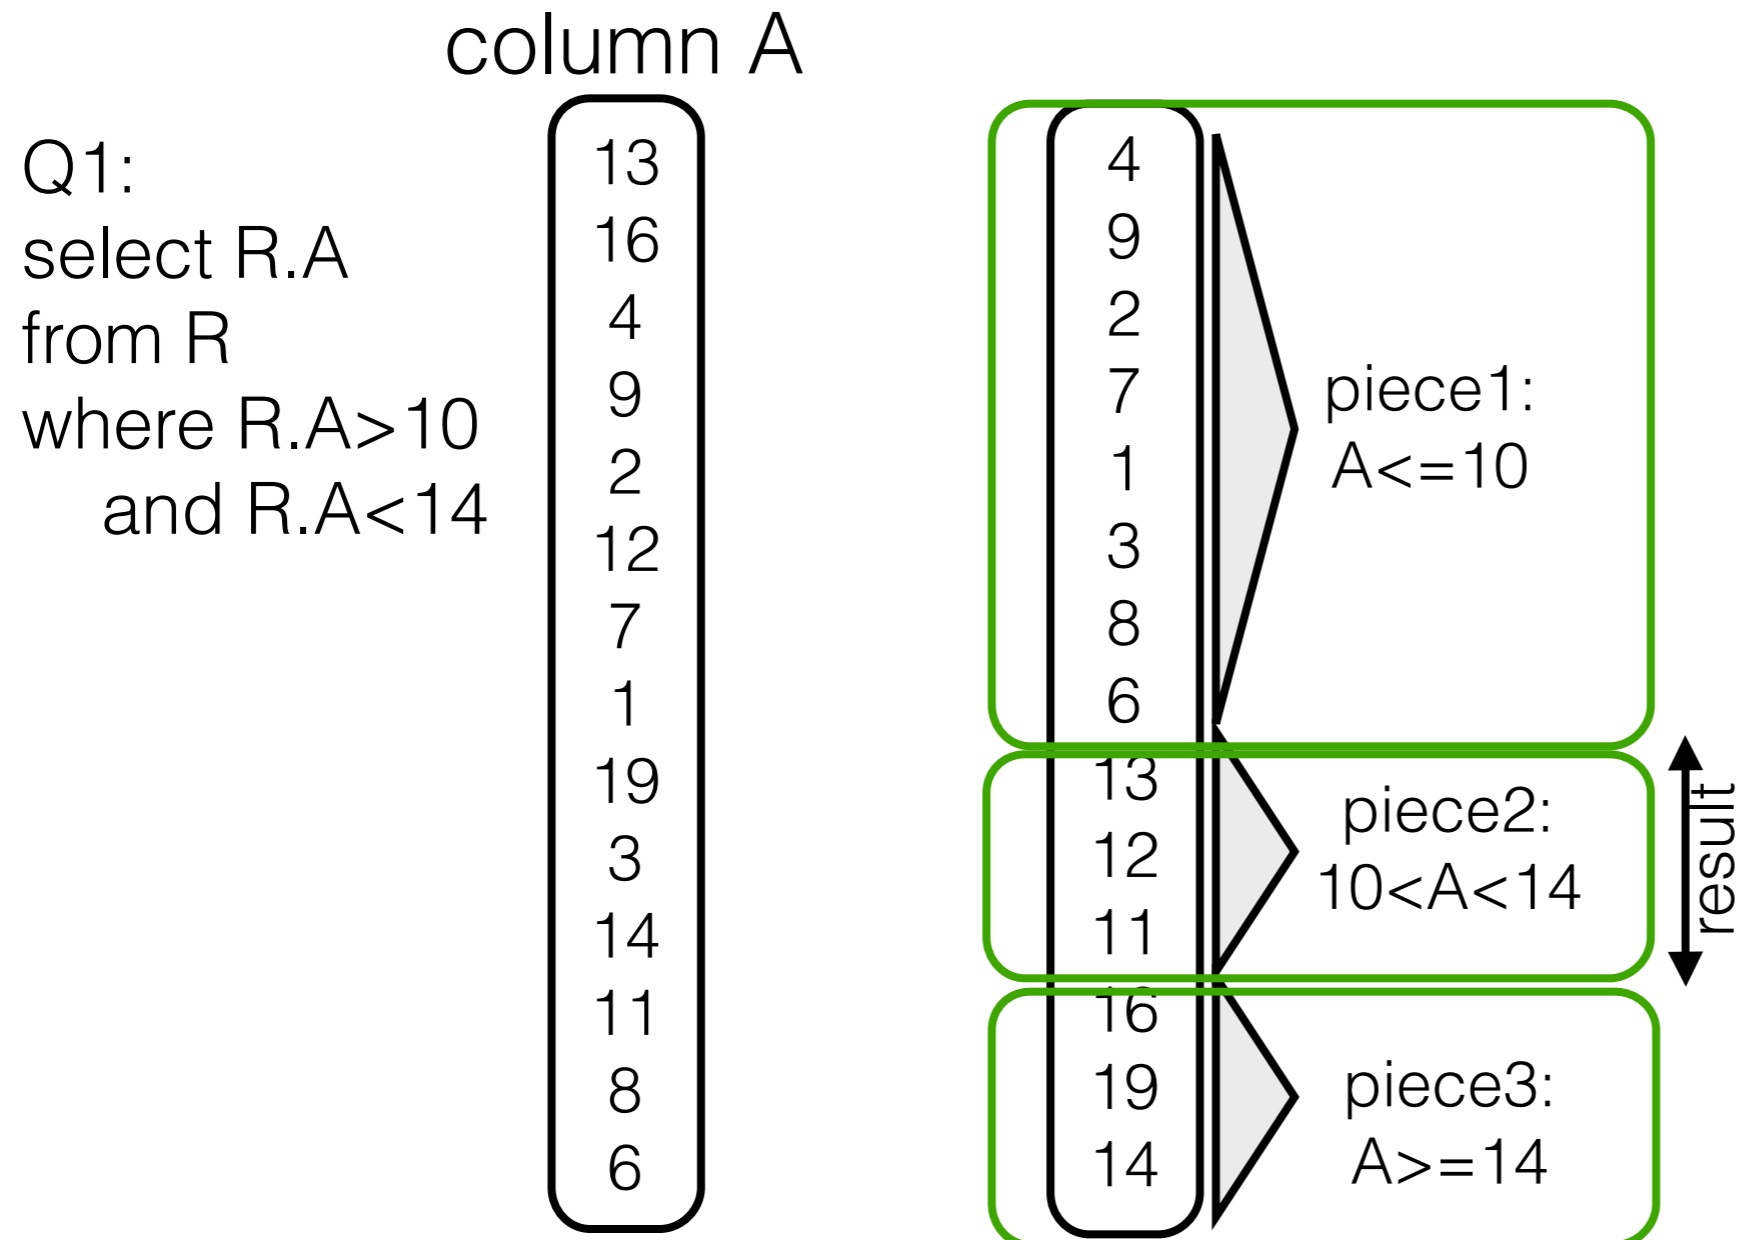 column A
Q1:
select R.A
from R
where R.A>10
and R.A<14
13
16
4
9
2
12
7
1
19
3
14
11
8
6
4
9
2
7
1
3
8
6
13
12
11
16
19
14
piece1:
A<=10
piece2:
10<A<14
piece3:
A>=14
result